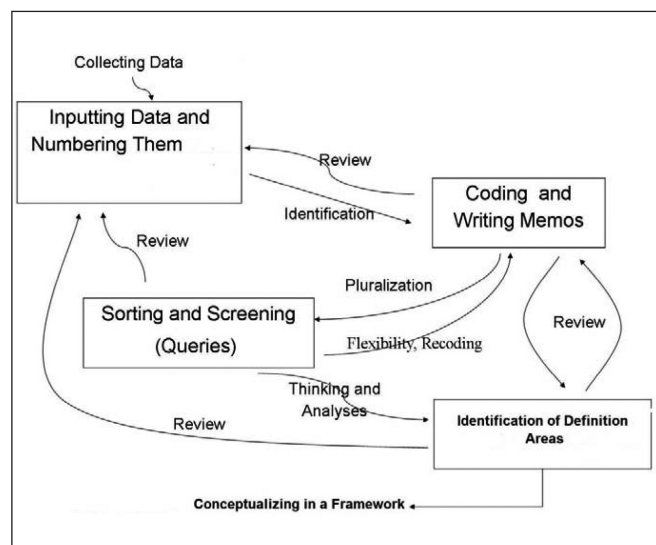 Collecting Data
Inputting Data and
Numbering Them
Review
Identification
Coding and
Writing Memos
Review
Pluralization
Sorting and Screening
(Queries)
Flexibility, Recoding
Review
Thinking and
Analyses
Review
Identification of Definition
Areas
Conceptualizing in a Framework